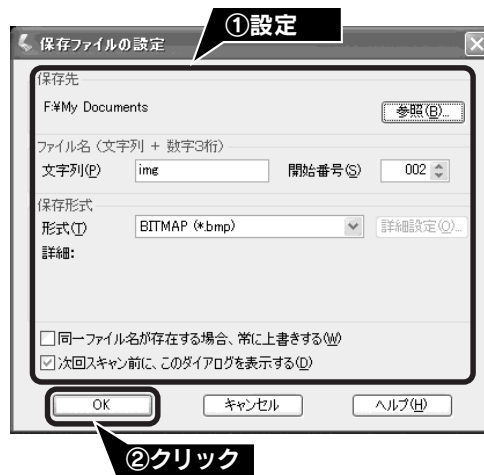 ①設定
保存ファイルの設定
保存先
F:¥My Documents
参照(B)...
ファイル名（文字列 + 数字3桁）
文字列(P) img 開始番号(S) 002
保存形式
形式(T) BITMAP (*.bmp) 詳細設定(O)...
詳細:
同一ファイル名が存在する場合、常に上書きする(W)
次回スキャン前に、このダイアログを表示する(D)
OK キャンセル ヘルプ(H)
②クリック